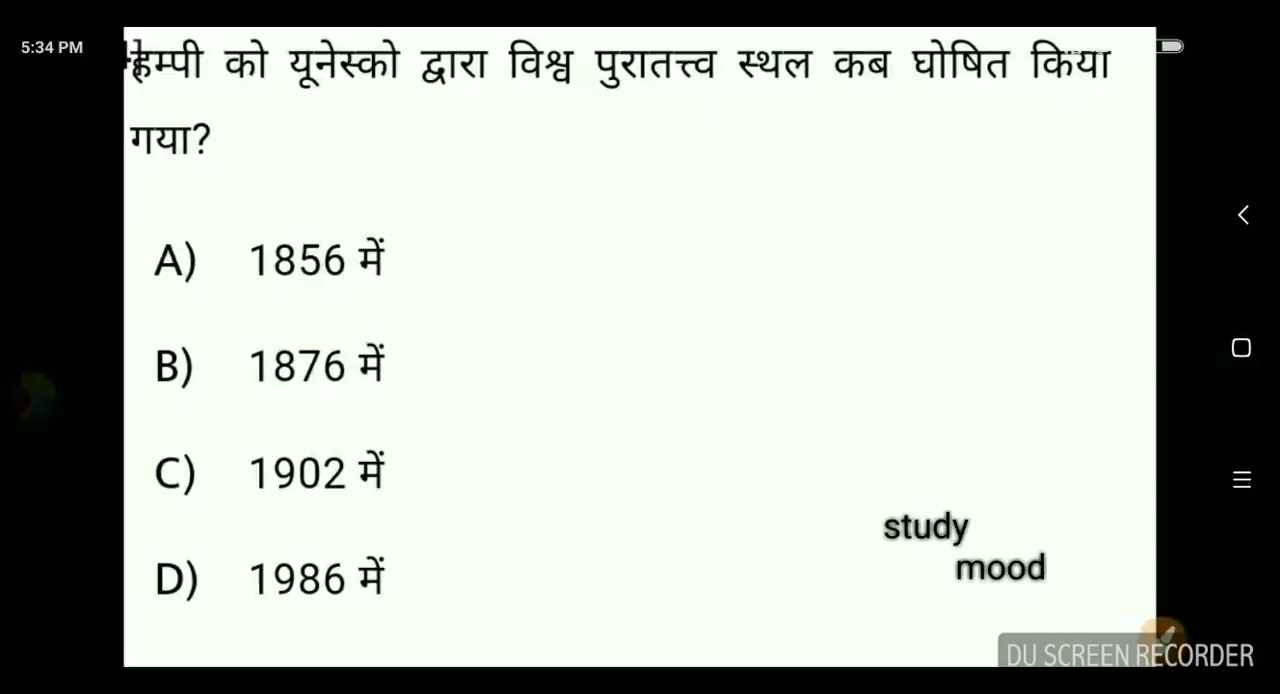 5:34 PM
हम्पी को यूनेस्को द्वारा विश्व पुरातत्त्व स्थल कब घोषित किया
गया?
A) 1856 में
B) 1876 में
C) 1902 में
D) 1986 में
study
mood
DU SCREEN RECORDER